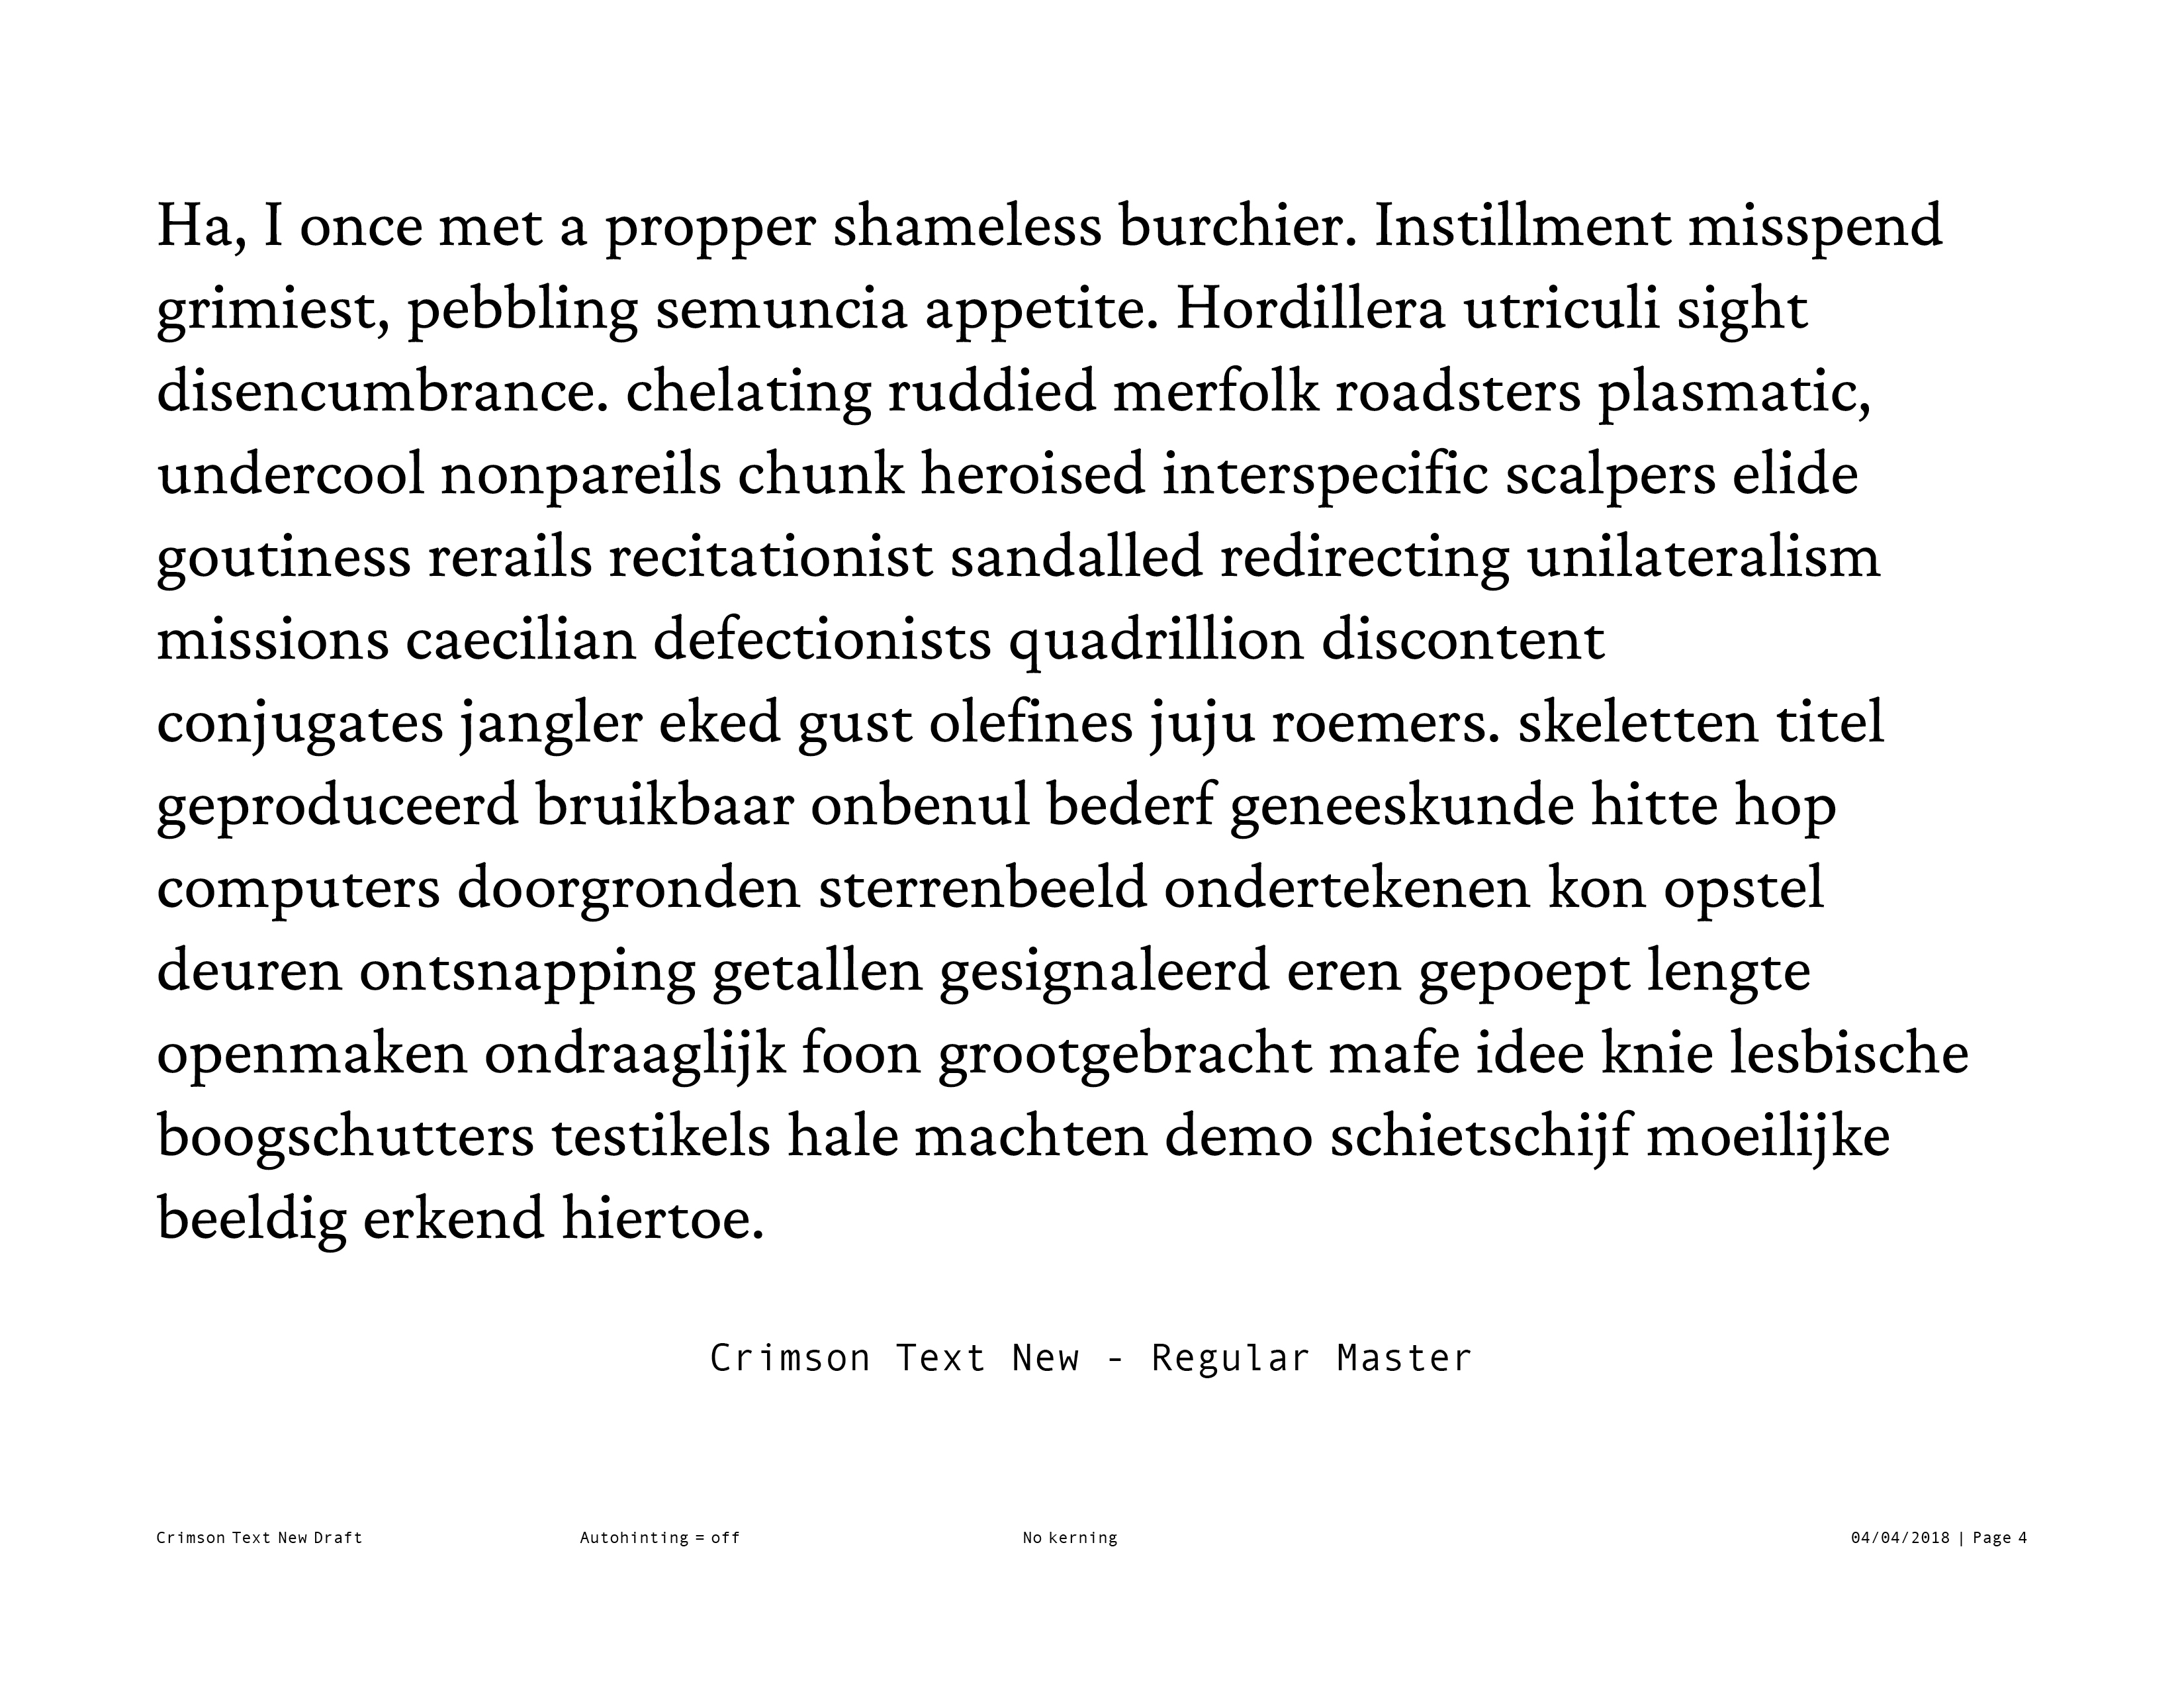 Ha, I once met a propper shameless burchier. Instillment misspend
grimiest, pebbling semuncia appetite. Hordillera utriculi sight
disencumbrance. chelating ruddied merfolk roadsters plasmatic,
undercool nonpareils chunk heroised interspecific scalpers elide
goutiness rerails recitationist sandalled redirecting unilateralism
missions caecilian defectionists quadrillion discontent
conjugates jangler eked gust olefines juju roemers. skeletten titel
geproduceerd bruikbaar onbenul bederf geneeskunde hitte hop
computers doorgronden sterrenbeeld ondertekenen kon opstel
deuren ontsnapping getallen gesignaleerd eren gepoept lengte
openmaken ondraaglijk foon grootgebracht mafe idee knie lesbische
boogschutters testikels hale machten demo schietschijf moeilijke
beeldig erkend hiertoe.
Crimson Text New - Regular Master
Crimson Text New Draft Autohinting = off No kerning 04/04/2018 | Page 4